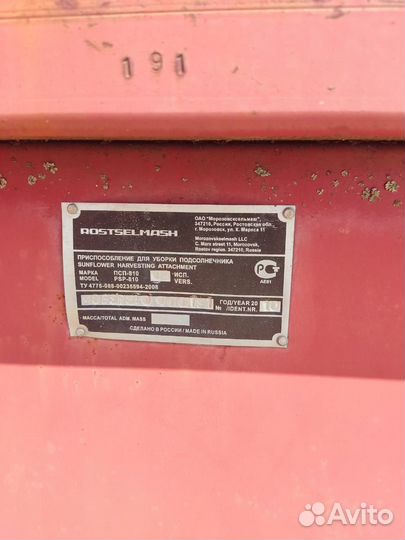 191
ROSTSELMASH
ОАО "Морозовсксельмаш"
347210, Россия, Ростовская обл.
г. Морозовск, ул. К. Маркса 11
Morozovskselmash LLC
C. Marx street 11, Morozovsk,
Rostov region. 347210, Russia
ПРИСПОСОБЛЕНИЕ ДЛЯ УБОРКИ ПОДСОЛНЕЧНИКА
SUNFLOWER HARVESTING ATTACHMENT
МАРКА ПСП-810 ИСП.
MODEL PSP-810 VERS.
ТУ 4776-085-00235594-2008
АЕ81
ГОД/YEAR 20 10
№ /IDENT.NR.
МАССА/TOTAL ADM. MASS
СДЕЛАНО В РОССИИ / MADE IN RUSSIA
Avito